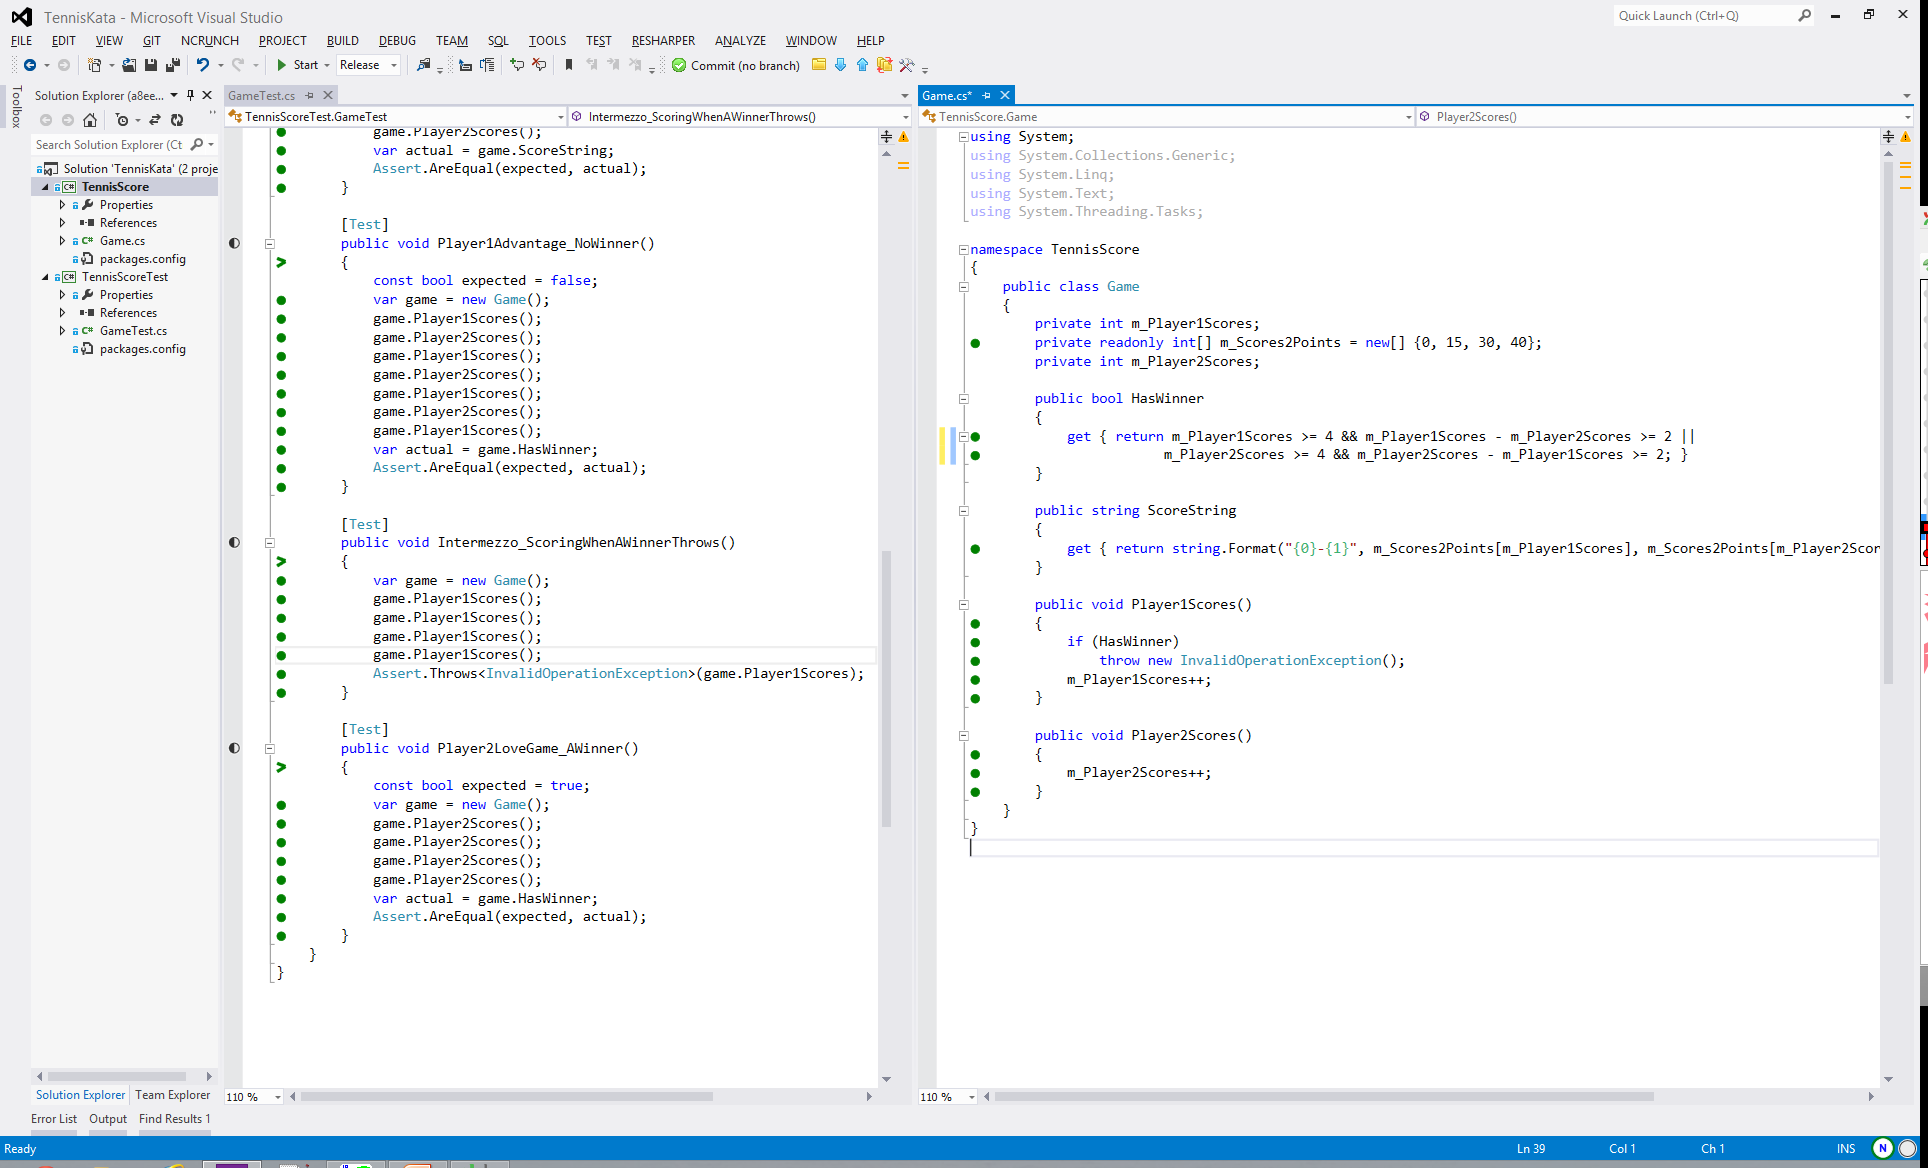 TennisKata - Microsoft Visual Studio
Quick Launch (Ctrl+Q)
FILE EDIT VIEW GIT NCRUNCH PROJECT BUILD DEBUG TEAM SQL TOOLS TEST RESHARPER ANALYZE WINDOW HELP
Start Release Commit (no branch)
Toolbox
Solution Explorer (a8ee...
Search Solution Explorer (Ct
Solution 'TennisKata' (2 proje
TennisScore
Properties
References
Game.cs
packages.config
TennisScoreTest
Properties
References
GameTest.cs
packages.config
Solution Explorer Team Explorer
GameTest.cs
TennisScoreTest.GameTest Intermezzo_ScoringWhenAWinnerThrows()
game.Player2Scores();
var actual = game.ScoreString;
Assert.AreEqual(expected, actual);
}
[Test]
public void Player1Advantage_NoWinner()
{
const bool expected = false;
var game = new Game();
game.Player1Scores();
game.Player2Scores();
game.Player1Scores();
game.Player2Scores();
game.Player1Scores();
game.Player2Scores();
game.Player1Scores();
var actual = game.HasWinner;
Assert.AreEqual(expected, actual);
}
[Test]
public void Intermezzo_ScoringWhenAWinnerThrows()
{
var game = new Game();
game.Player1Scores();
game.Player1Scores();
game.Player1Scores();
game.Player1Scores();
Assert.Throws<InvalidOperationException>(game.Player1Scores);
}
[Test]
public void Player2LoveGame_AWinner()
{
const bool expected = true;
var game = new Game();
game.Player2Scores();
game.Player2Scores();
game.Player2Scores();
game.Player2Scores();
var actual = game.HasWinner;
Assert.AreEqual(expected, actual);
}
}
}
110 %
Game.cs*
TennisScore.Game Player2Scores()
using System;
using System.Collections.Generic;
using System.Linq;
using System.Text;
using System.Threading.Tasks;
namespace TennisScore
{
public class Game
{
private int m_Player1Scores;
private readonly int[] m_Scores2Points = new[] {0, 15, 30, 40};
private int m_Player2Scores;
public bool HasWinner
{
get { return m_Player1Scores >= 4 && m_Player1Scores - m_Player2Scores >= 2 ||
m_Player2Scores >= 4 && m_Player2Scores - m_Player1Scores >= 2; }
}
public string ScoreString
{
get { return string.Format("{0}-{1}", m_Scores2Points[m_Player1Scores], m_Scores2Points[m_Player2Scor
}
public void Player1Scores()
{
if (HasWinner)
throw new InvalidOperationException();
m_Player1Scores++;
}
public void Player2Scores()
{
m_Player2Scores++;
}
}
}
110 %
Error List Output Find Results 1
Ready Ln 39 Col 1 Ch 1 INS N